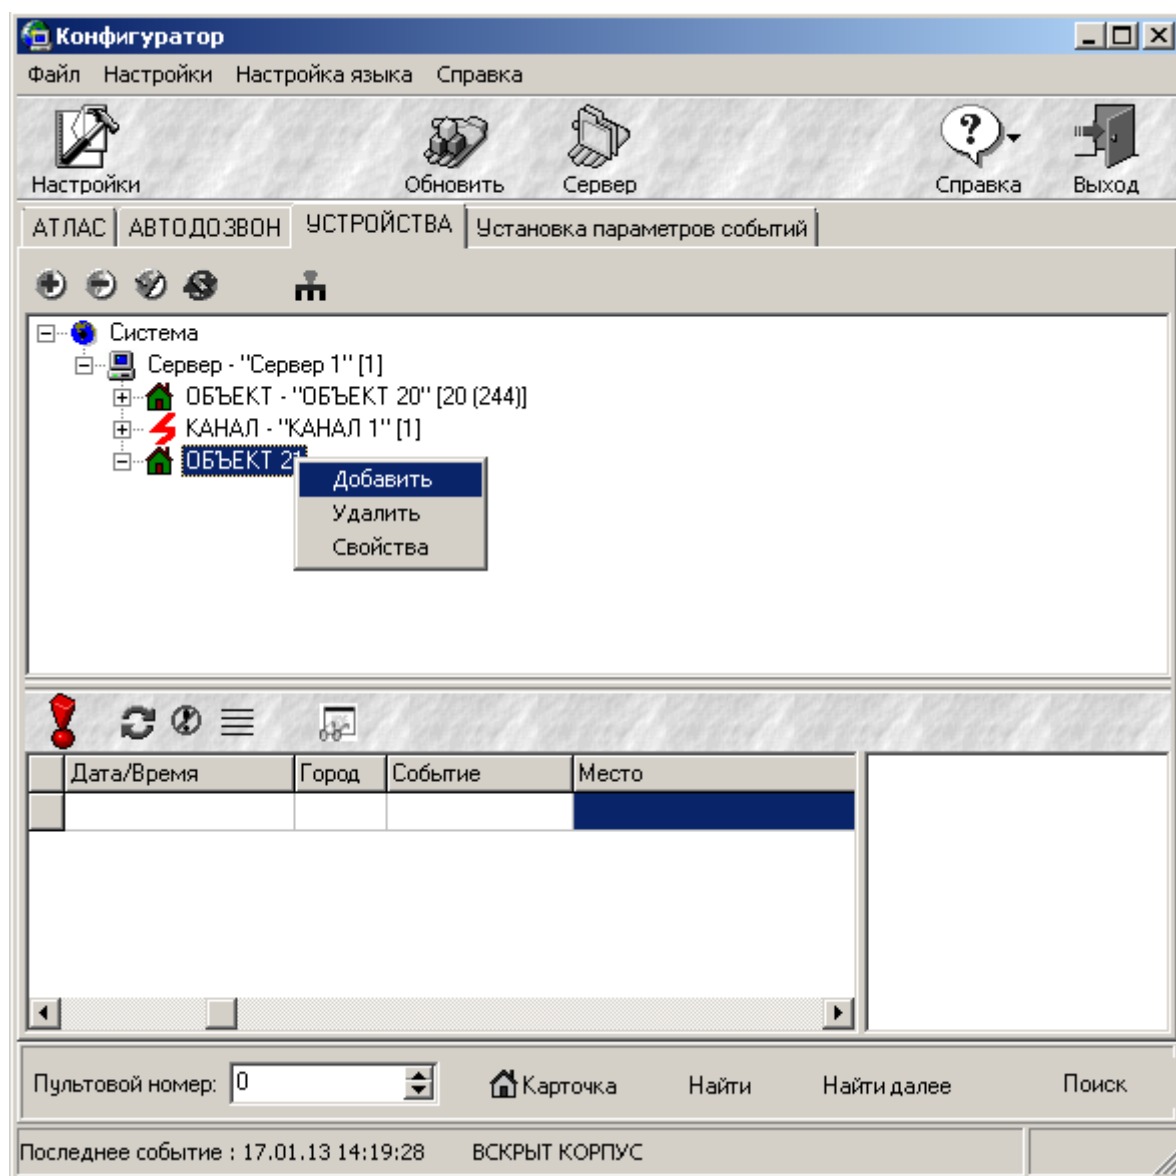 Конфигуратор
Файл Настройки Настройка языка Справка
Настройки Обновить Сервер Справка Выход
АТЛАС АВТОДОЗВОН УСТРОЙСТВА Установка параметров событий
Система
Сервер - "Сервер 1" [1]
ОБЪЕКТ - "ОБЪЕКТ 20" [20 (244)]
КАНАЛ - "КАНАЛ 1" [1]
ОБЪЕКТ 21
Добавить
Удалить
Свойства
Дата/Время Город Событие Место
Пультовой номер: 0 Карточка Найти Найти далее Поиск
Последнее событие : 17.01.13 14:19:28 ВСКРЫТ КОРПУС